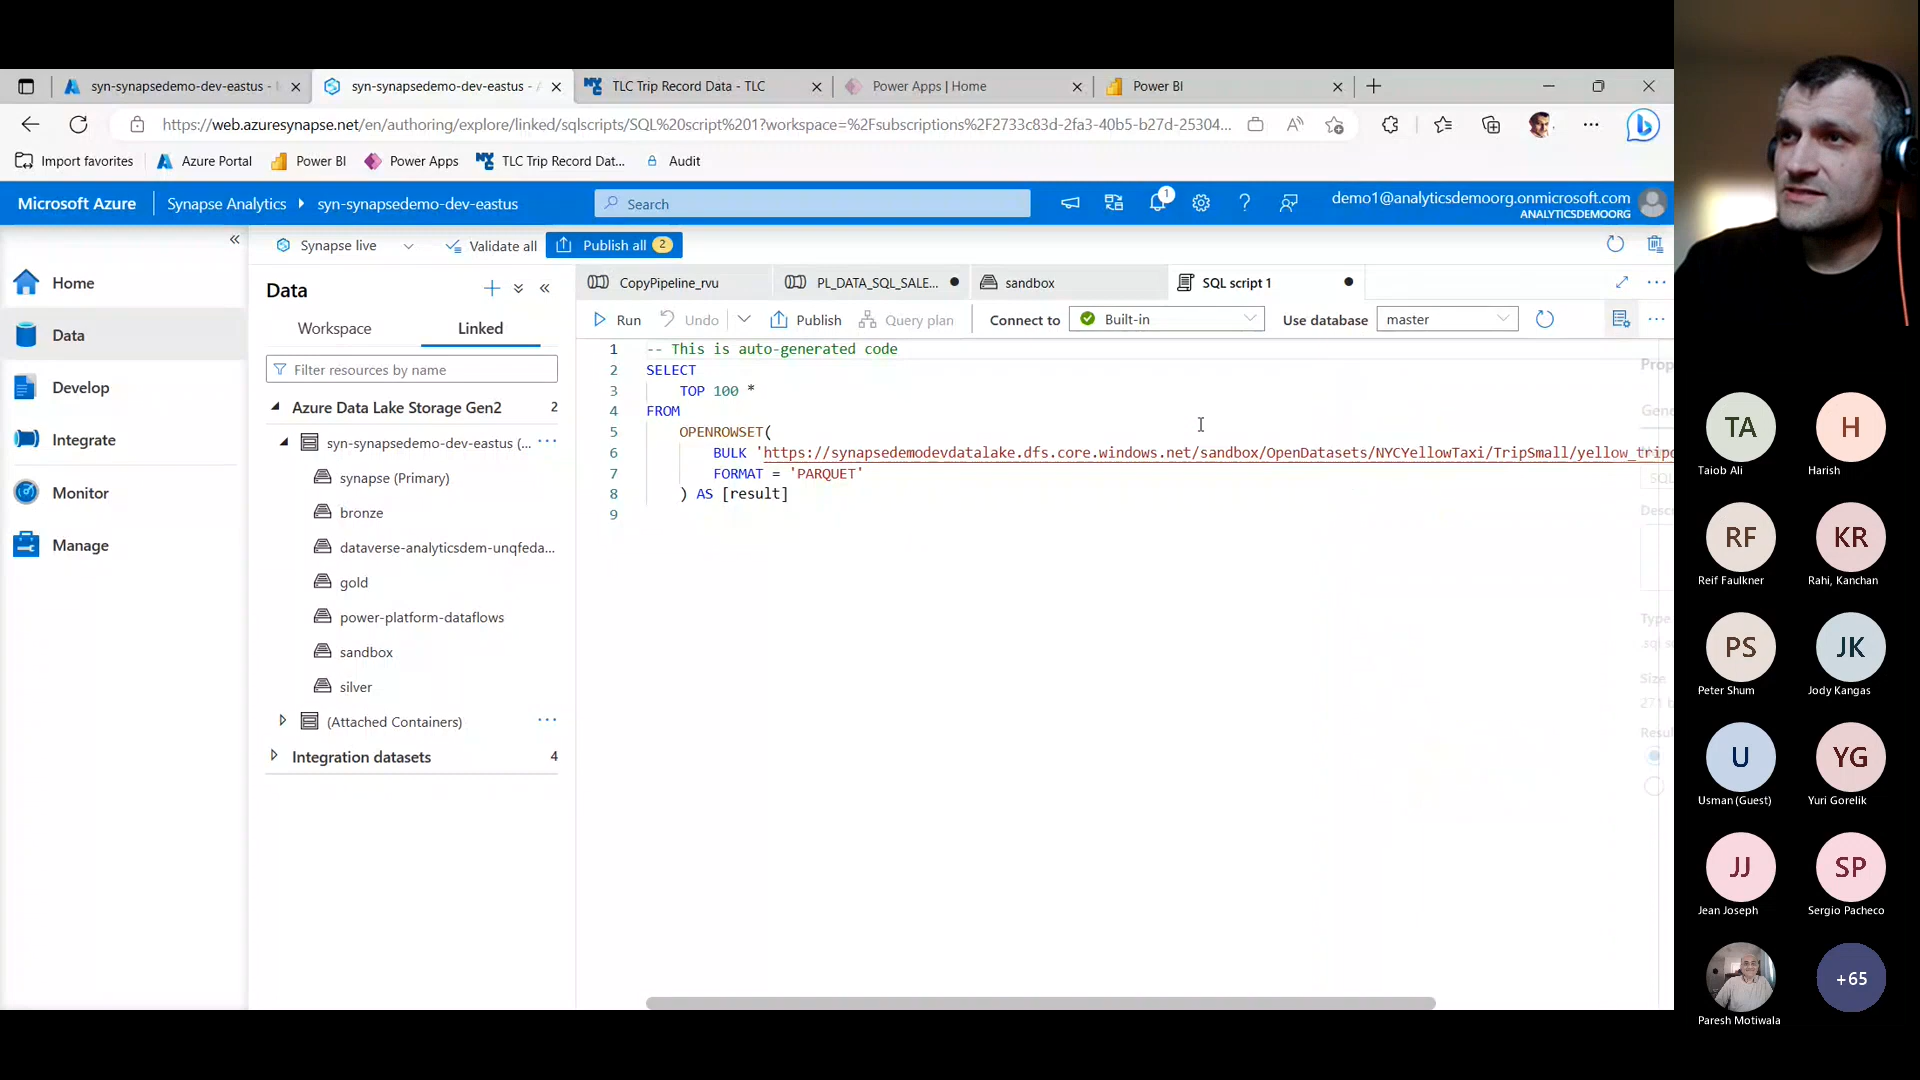 syn-synapsedemo-dev-eastus -
syn-synapsedemo-dev-eastus -
TLC Trip Record Data - TLC
Power Apps | Home
Power BI
https://web.azuresynapse.net/en/authoring/explore/linked/sqlscripts/SQL%20script%201?workspace=%2Fsubscriptions%2F2733c83d-2fa3-40b5-b27d-25304...
Import favorites
Azure Portal
Power BI
Power Apps
TLC Trip Record Dat...
Audit
Microsoft Azure
Synapse Analytics
syn-synapsedemo-dev-eastus
Search
1
demo1@analyticsdemoorg.onmicrosoft.com
ANALYTICSDEMOORG
Synapse live
Validate all
Publish all 2
Home
Data
Develop
Integrate
Monitor
Manage
Data
Workspace
Linked
Filter resources by name
Azure Data Lake Storage Gen2 2
syn-synapsedemo-dev-eastus (...
synapse (Primary)
bronze
dataverse-analyticsdem-unqfeda...
gold
power-platform-dataflows
sandbox
silver
(Attached Containers)
Integration datasets 4
CopyPipeline_rvu
PL_DATA_SQL_SALE...
sandbox
SQL script 1
Run
Undo
Publish
Query plan
Connect to
Built-in
Use database
master
1 -- This is auto-generated code
2 SELECT
3 TOP 100 *
4 FROM
5 OPENROWSET(
6 BULK 'https://synapsedemodevdatalake.dfs.core.windows.net/sandbox/OpenDatasets/NYCYellowTaxi/TripSmall/yellow_trip
7 FORMAT = 'PARQUET'
8 ) AS [result]
9
Prop
Gene
SQL
Desc
Type
.sql s
Size
271 b
Resu
TA
Taiob Ali
H
Harish
RF
Reif Faulkner
KR
Rahi, Kanchan
PS
Peter Shum
JK
Jody Kangas
U
Usman (Guest)
YG
Yuri Gorelik
JJ
Jean Joseph
SP
Sergio Pacheco
Paresh Motiwala
+65